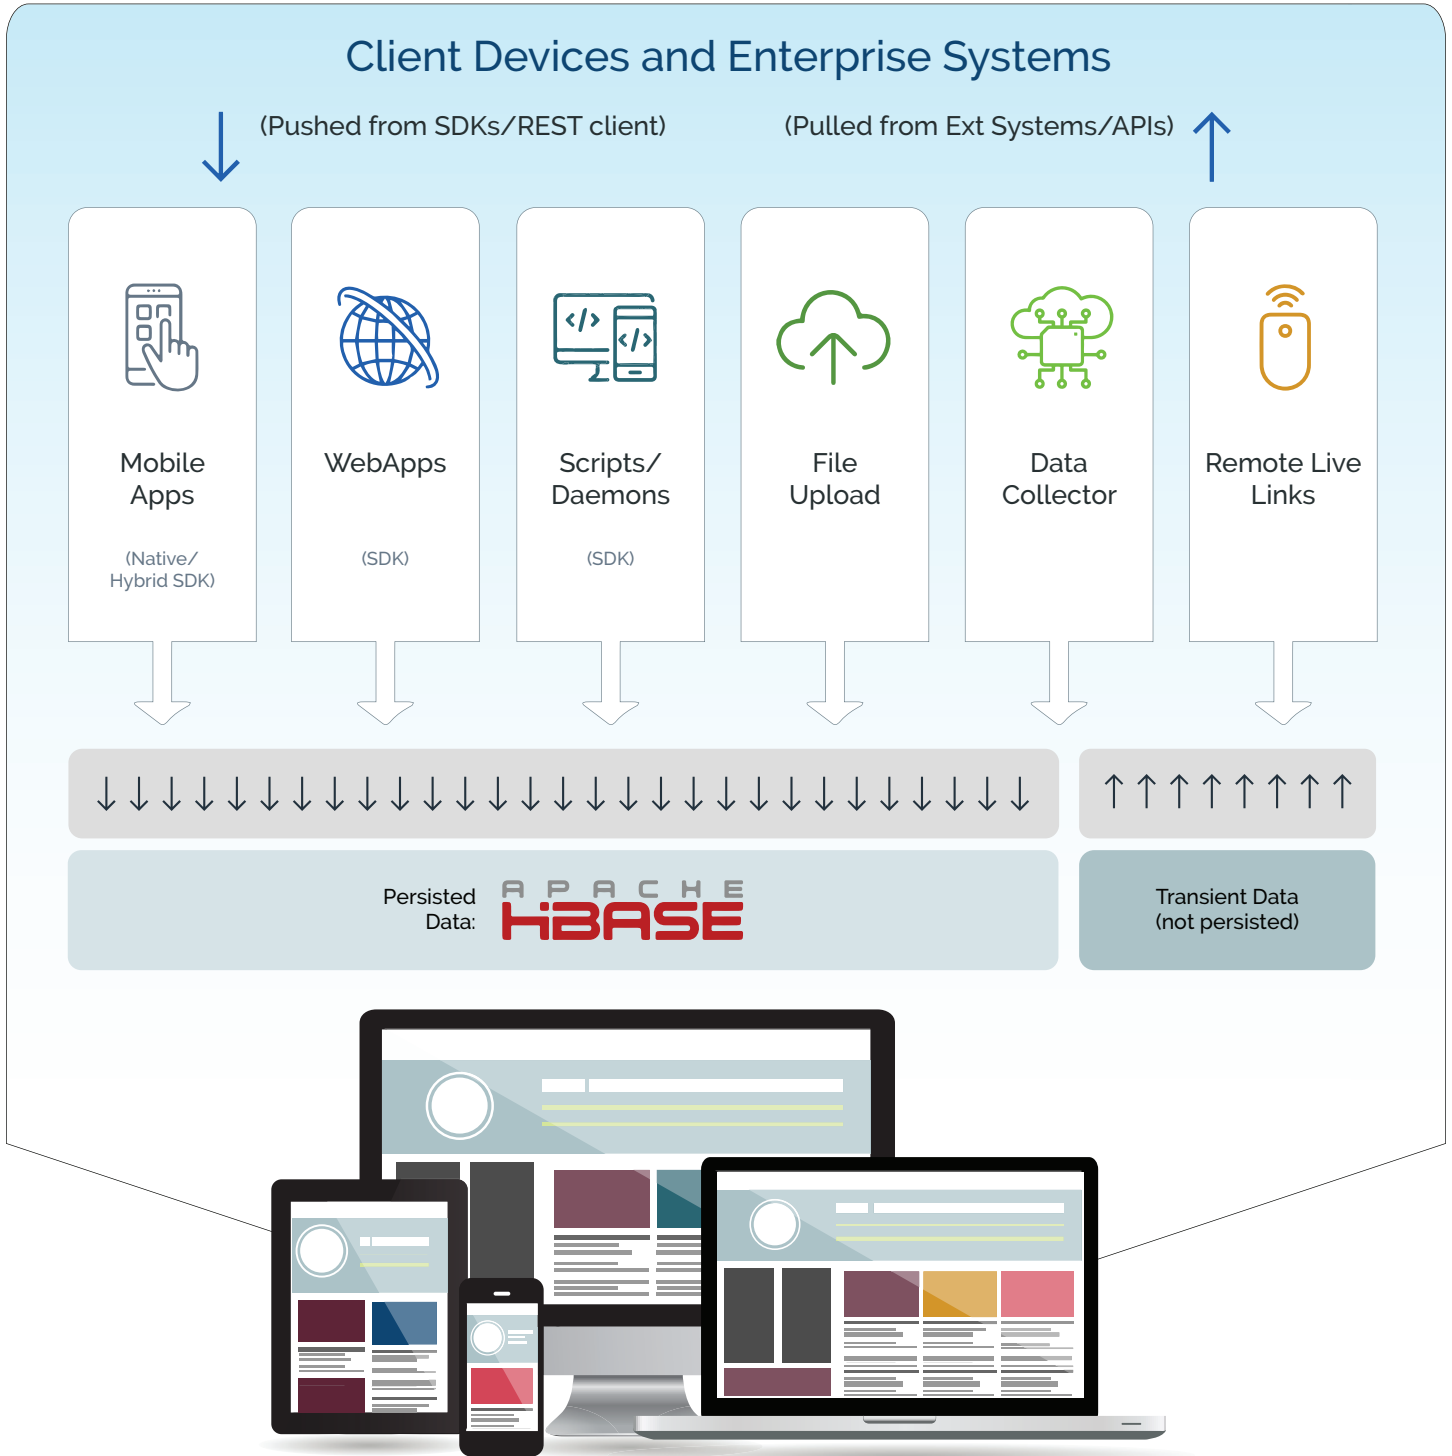 Client Devices and Enterprise Systems
(Pushed from SDKs/REST client)
(Pulled from Ext Systems/APIs)
Mobile
Apps
(Native/
Hybrid SDK)
WebApps
(SDK)
Scripts/
Daemons
(SDK)
File
Upload
Data
Collector
Remote Live
Links
Persisted
Data:
APACHE
HBASE
Transient Data
(not persisted)